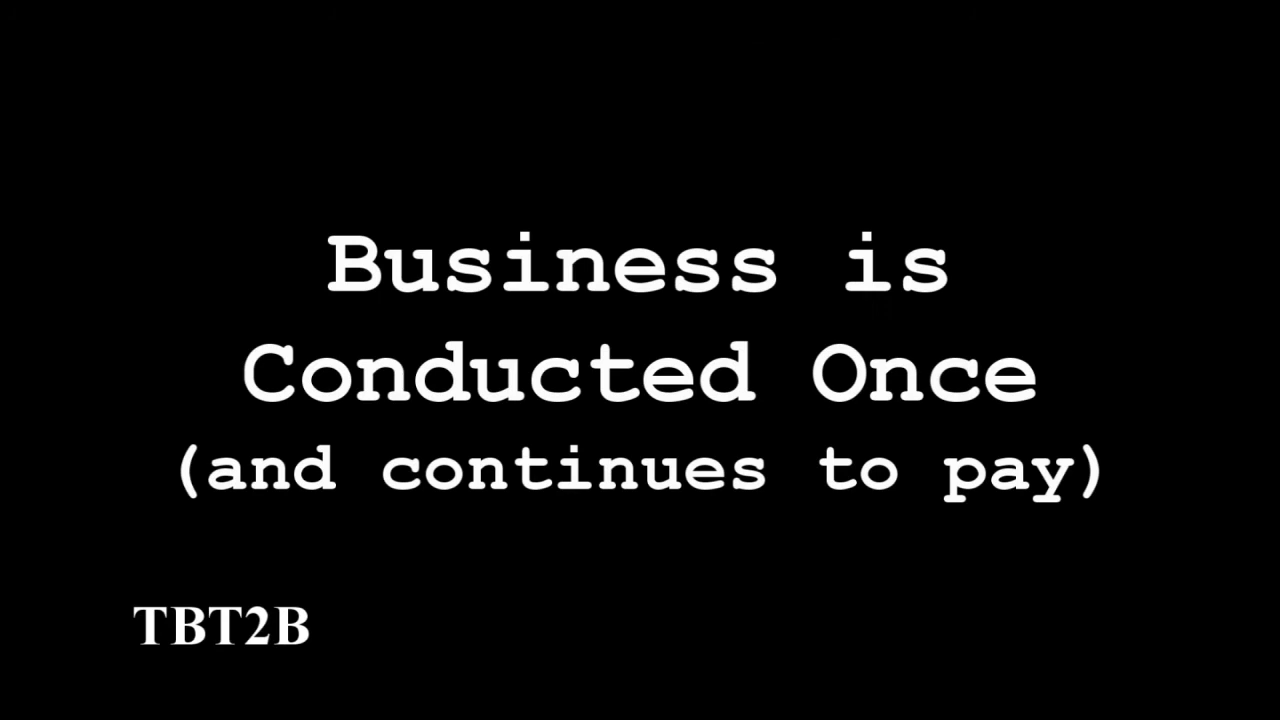 Business is
Conducted Once
(and continues to pay)
TBT2B